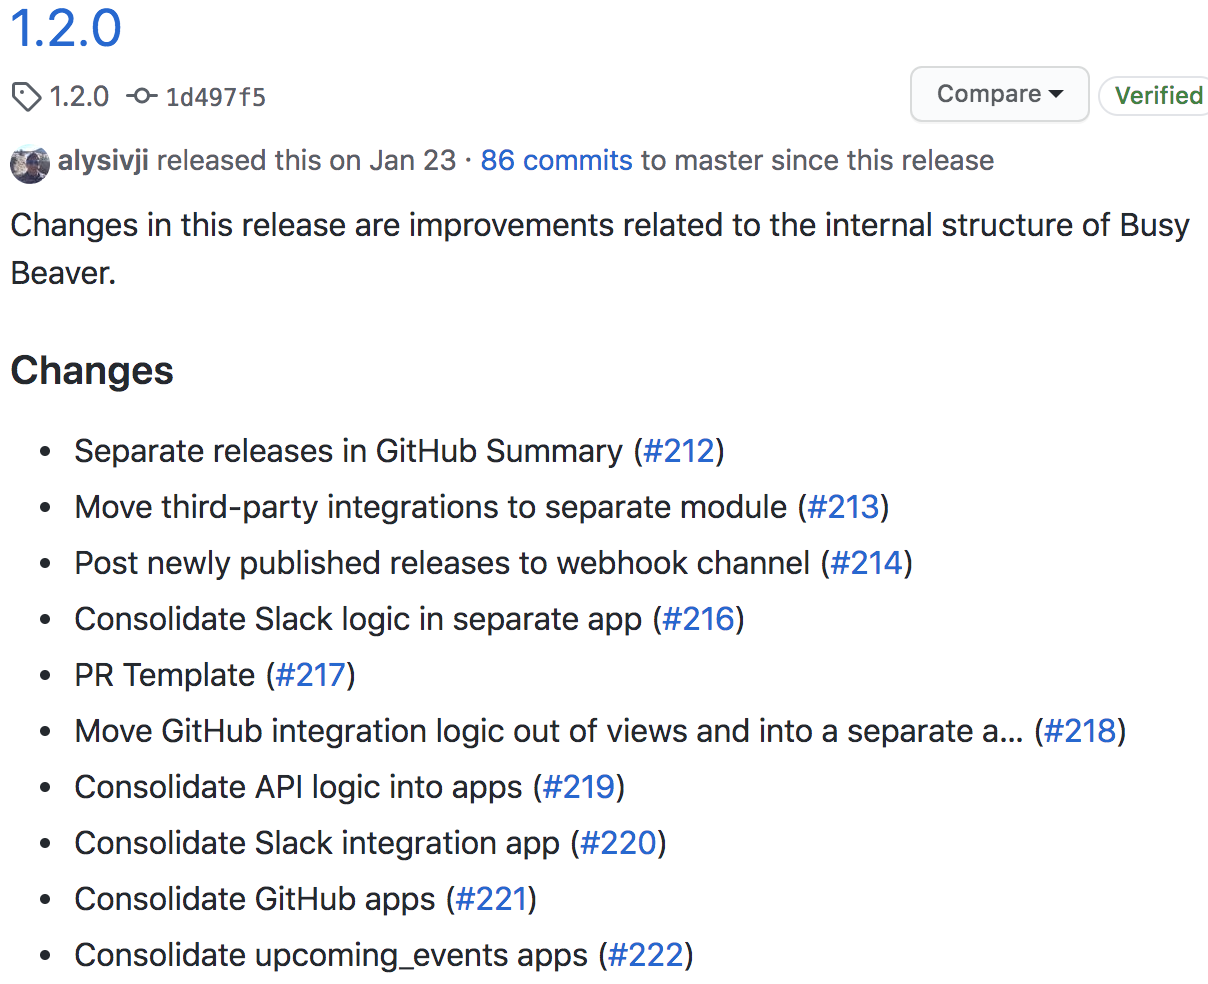 1.2.0
1.2.0 1d497f5 Compare Verified
alysivji released this on Jan 23 · 86 commits to master since this release
Changes in this release are improvements related to the internal structure of Busy
Beaver.
Changes
• Separate releases in GitHub Summary (#212)
• Move third-party integrations to separate module (#213)
• Post newly published releases to webhook channel (#214)
• Consolidate Slack logic in separate app (#216)
• PR Template (#217)
• Move GitHub integration logic out of views and into a separate a... (#218)
• Consolidate API logic into apps (#219)
• Consolidate Slack integration app (#220)
• Consolidate GitHub apps (#221)
• Consolidate upcoming_events apps (#222)